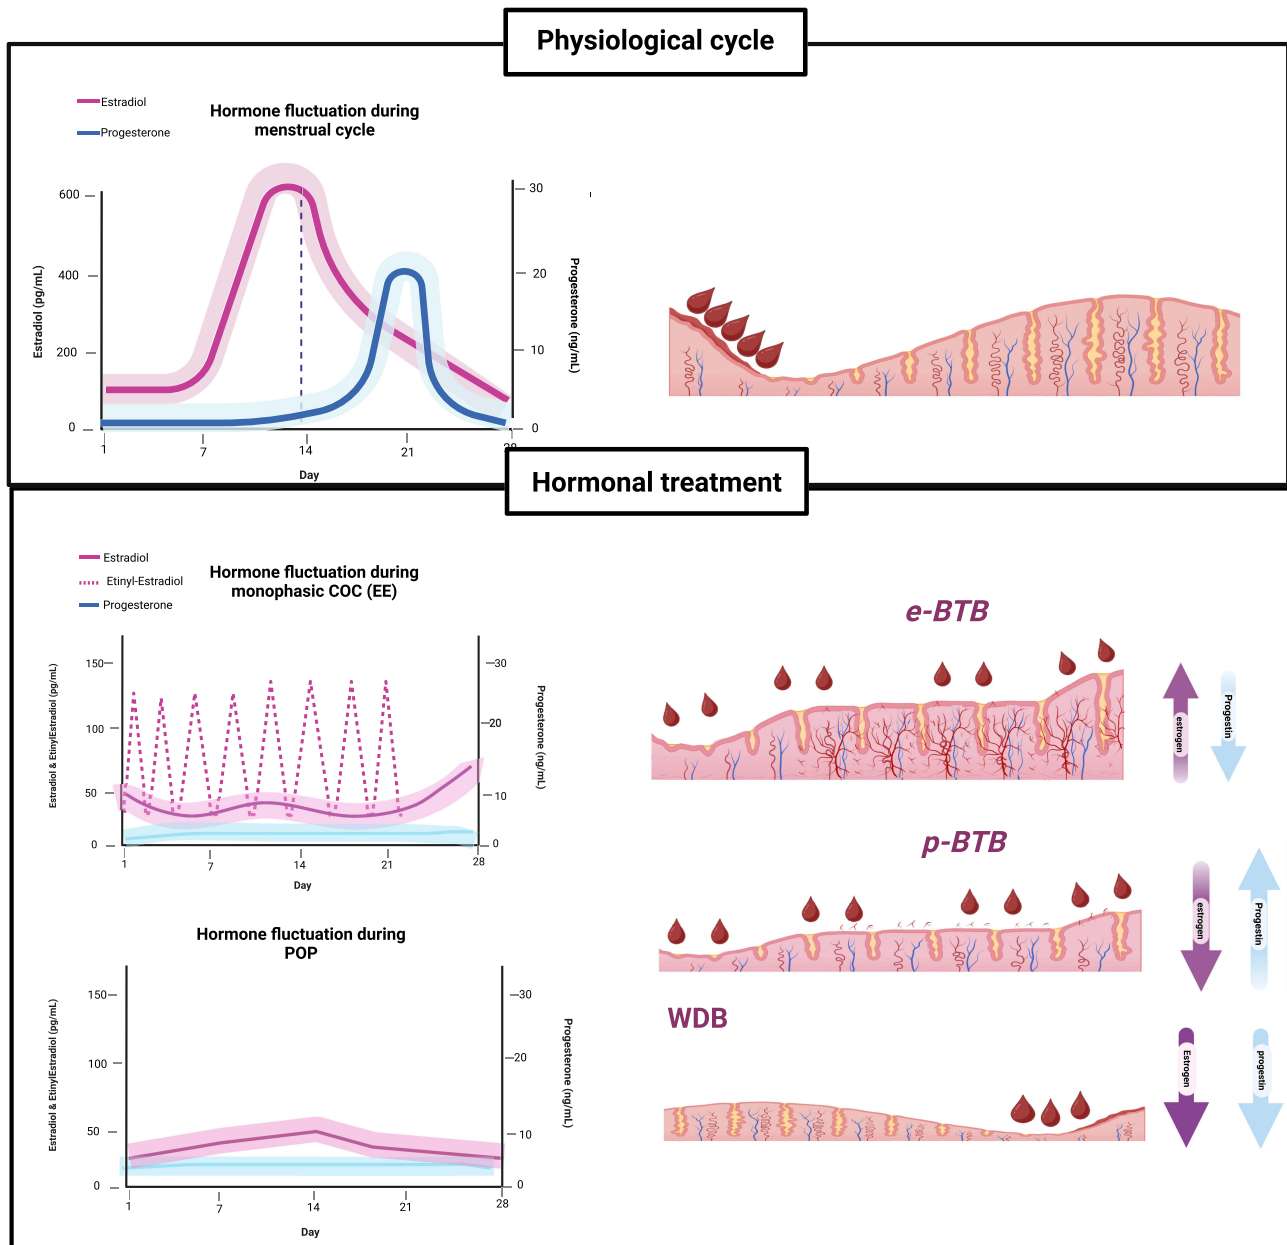 Physiological cycle
Estradiol
Progesterone
Hormone fluctuation during
menstrual cycle
600
400
200
0
30
20
10
0
Estradiol (pg/mL)
Progesterone (ng/mL)
1
7
14
21
28
Day
Hormonal treatment
Estradiol
Etinyl-Estradiol
Progesterone
Hormone fluctuation during
monophasic COC (EE)
150
100
50
0
30
20
10
0
Estradiol & EtinylEstradiol (pg/mL)
Progesterone (ng/mL)
1
7
14
21
28
Day
e-BTB
estrogen
Progestin
p-BTB
estrogen
Progestin
Hormone fluctuation during
POP
150
100
50
0
30
20
10
0
Estradiol & EtinylEstradiol (pg/mL)
Progesterone (ng/mL)
1
7
14
21
28
Day
WDB
Estrogen
progestin